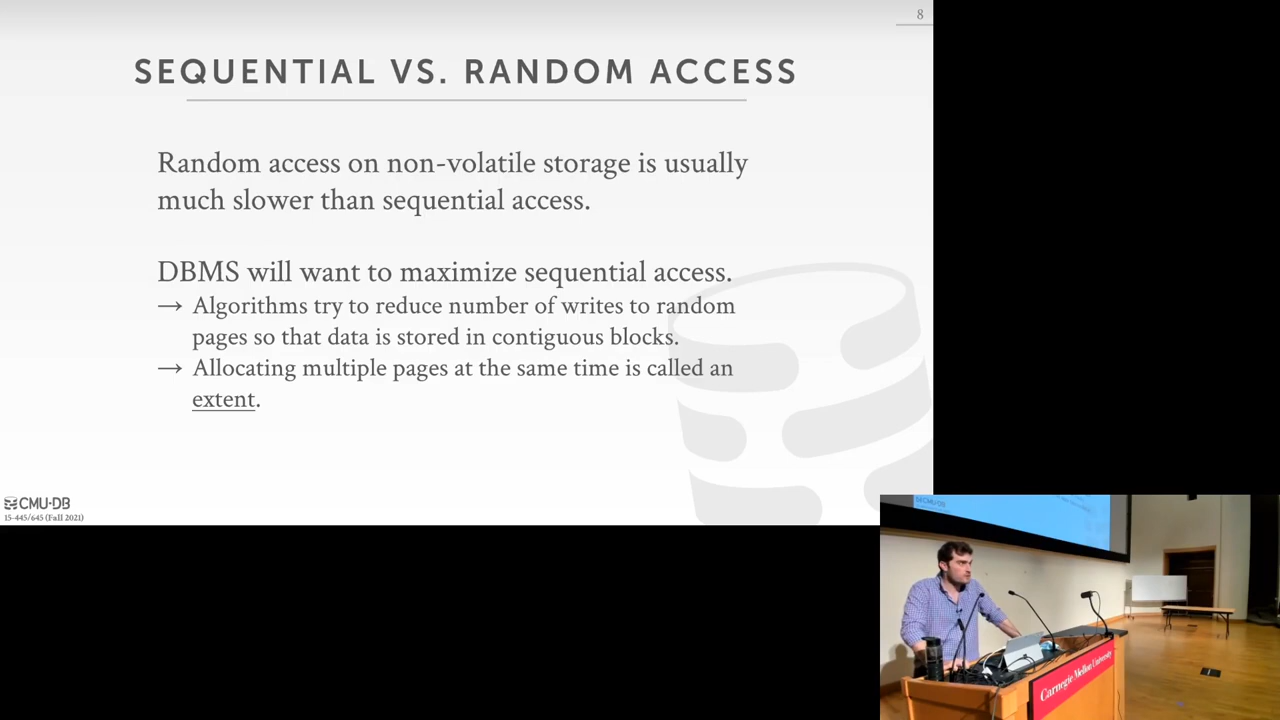 8
SEQUENTIAL VS. RANDOM ACCESS
Random access on non-volatile storage is usually
much slower than sequential access.
DBMS will want to maximize sequential access.
→ Algorithms try to reduce number of writes to random
pages so that data is stored in contiguous blocks.
→ Allocating multiple pages at the same time is called an
extent.
CMU·DB
15-445/645 (Fall 2021)
Carnegie Mellon University